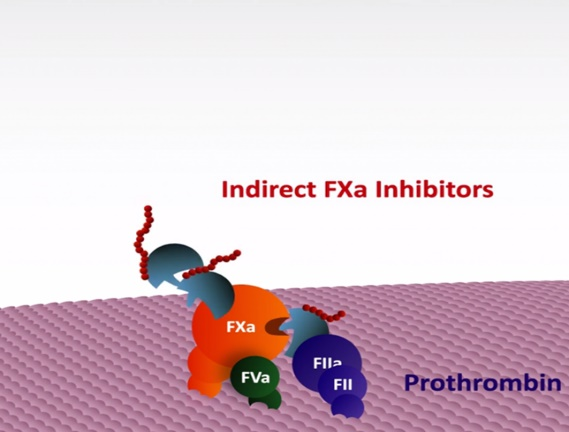 Indirect FXa Inhibitors
FXa
FIIa
FVa
FII
Prothrombin